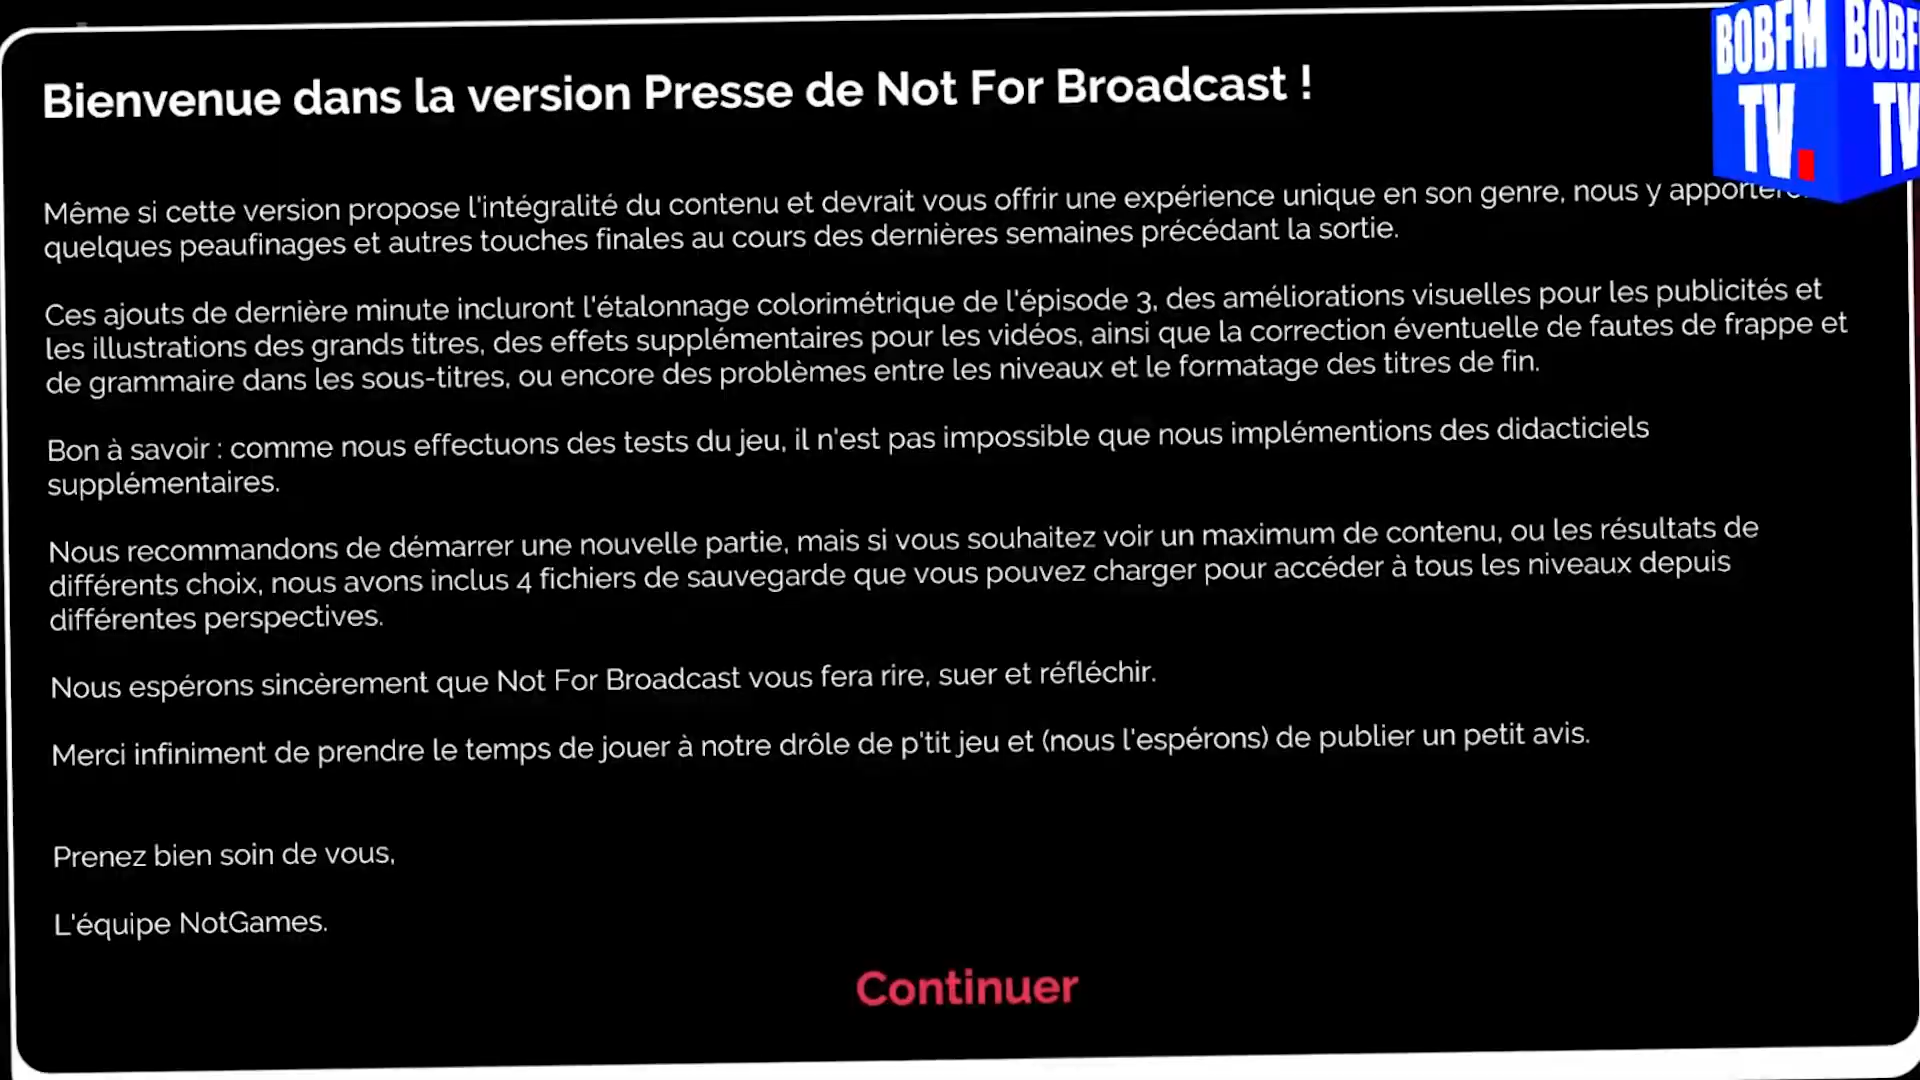 Bienvenue dans la version Presse de Not For Broadcast !
BOBFM
TV.
BOBF
TV
Même si cette version propose l'intégralité du contenu et devrait vous offrir une expérience unique en son genre, nous y
quelques peaufinages et autres touches finales au cours des dernières semaines précédant la sortie.
Ces ajouts de dernière minute incluront l'étalonnage colorimétrique de l'épisode 3, des améliorations visuelles pour les publicités et
les illustrations des grands titres, des effets supplémentaires pour les vidéos, ainsi que la correction éventuelle de fautes de frappe et
de grammaire dans les sous-titres, ou encore des problèmes entre les niveaux et le formatage des titres de fin.
Bon à savoir : comme nous effectuons des tests du jeu, il n'est pas impossible que nous implémentions des didacticiels
supplémentaires.
Nous recommandons de démarrer une nouvelle partie, mais si vous souhaitez voir un maximum de contenu, ou les résultats de
différents choix, nous avons inclus 4 fichiers de sauvegarde que vous pouvez charger pour accéder à tous les niveaux depuis
différentes perspectives.
Nous espérons sincèrement que Not For Broadcast vous fera rire, suer et réfléchir.
Merci infiniment de prendre le temps de jouer à notre drôle de p'tit jeu et (nous l'espérons) de publier un petit avis.
Prenez bien soin de vous,
L'équipe NotGames.
Continuer